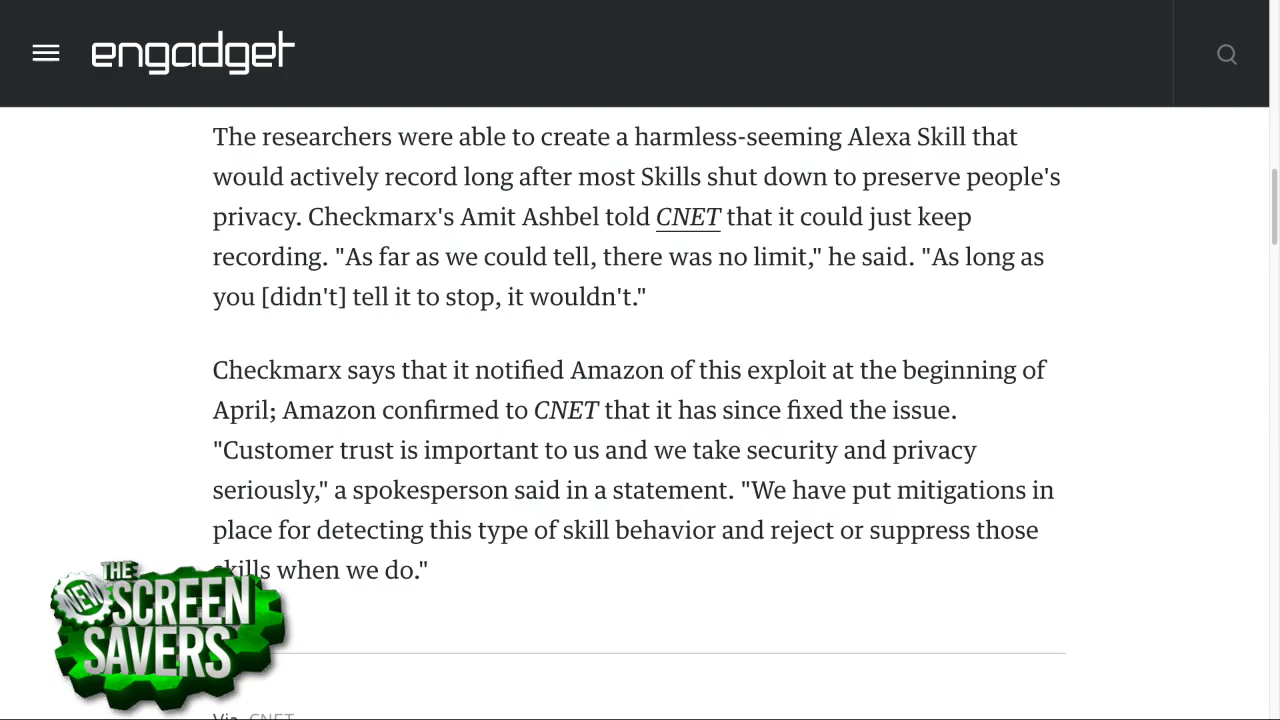 engadget
The researchers were able to create a harmless-seeming Alexa Skill that
would actively record long after most Skills shut down to preserve people's
privacy. Checkmarx's Amit Ashbel told CNET that it could just keep
recording. "As far as we could tell, there was no limit," he said. "As long as
you [didn't] tell it to stop, it wouldn't."
Checkmarx says that it notified Amazon of this exploit at the beginning of
April; Amazon confirmed to CNET that it has since fixed the issue.
"Customer trust is important to us and we take security and privacy
seriously," a spokesperson said in a statement. "We have put mitigations in
place for detecting this type of skill behavior and reject or suppress those
skills when we do."
THE
NEW SCREEN
SAVERS
Via CNET